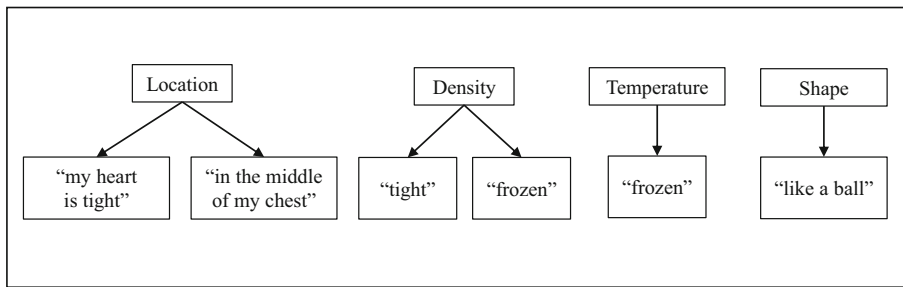 Location
Density
Temperature
Shape
“my heart
is tight”
“in the middle
of my chest”
“tight”
“frozen”
“frozen”
“like a ball”